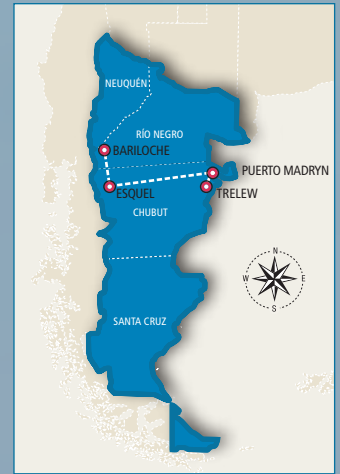 NEUQUÉN
RÍO NEGRO
BARILOCHE
PUERTO MADRYN
ESQUEL
TRELEW
CHUBUT
N
W
E
S
SANTA CRUZ